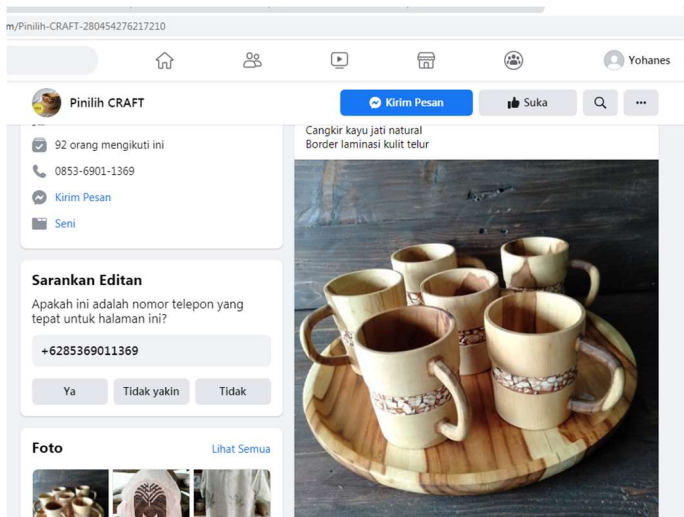 m/Pinilih-CRAFT-280454276217210
Yohanes
Pinilih CRAFT
Kirim Pesan
Suka
92 orang mengikuti ini
0853-6901-1369
Kirim Pesan
Seni
Sarankan Editan
Apakah ini adalah nomor telepon yang
tepat untuk halaman ini?
+6285369011369
Ya
Tidak yakin
Tidak
Foto
Lihat Semua
Cangkir kayu jati natural
Border laminasi kulit telur